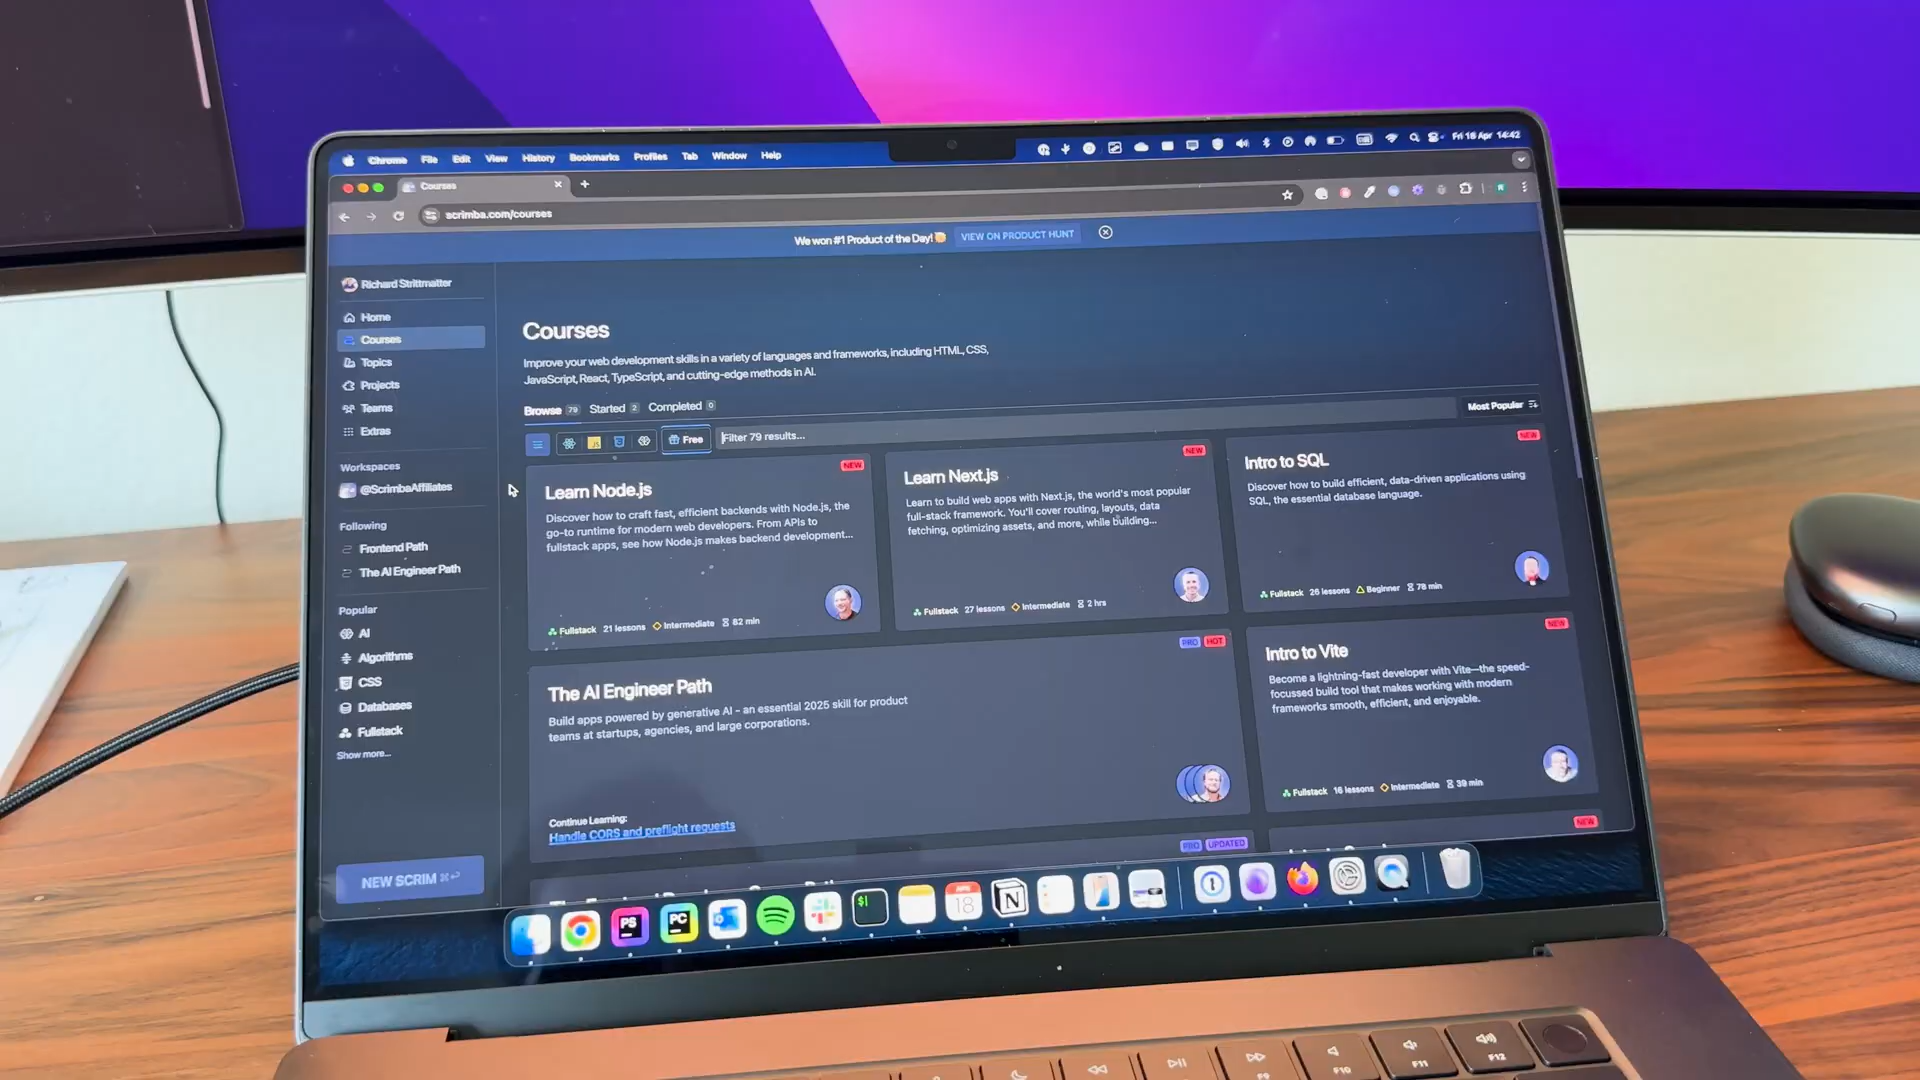 Chrome File Edit View History Bookmarks Profiles Tab Window Help
Fri 18 Apr 14:42
Courses
scrimba.com/courses
We won #1 Product of the Day! VIEW ON PRODUCT HUNT
Richard Strittmatter
Home
Courses
Topics
Projects
Teams
Extras
Workspaces
@ScrimbaAffiliates
Following
Frontend Path
The AI Engineer Path
Popular
AI
Algorithms
CSS
Databases
Fullstack
Show more...
NEW SCRIM
Courses
Improve your web development skills in a variety of languages and frameworks, including HTML, CSS,
JavaScript, React, TypeScript, and cutting-edge methods in AI.
Browse 79 Started 2 Completed 0
Most Popular
JS
Free
Filter 79 results...
NEW
Learn Node.js
Discover how to craft fast, efficient backends with Node.js, the
go-to runtime for modern web developers. From APIs to
fullstack apps, see how Node.js makes backend development...
Fullstack 21 lessons Intermediate 82 min
NEW
Learn Next.js
Learn to build web apps with Next.js, the world's most popular
full-stack framework. You'll cover routing, layouts, data
fetching, optimizing assets, and more, while building...
Fullstack 27 lessons Intermediate 2 hrs
NEW
Intro to SQL
Discover how to build efficient, data-driven applications using
SQL, the essential database language.
Fullstack 26 lessons Beginner 78 min
PRO HOT
The AI Engineer Path
Build apps powered by generative AI - an essential 2025 skill for product
teams at startups, agencies, and large corporations.
Continue Learning:
Handle CORS and preflight requests
NEW
Intro to Vite
Become a lightning-fast developer with Vite—the speed-
focussed build tool that makes working with modern
frameworks smooth, efficient, and enjoyable.
Fullstack 16 lessons Intermediate 39 min
PRO UPDATED
NEW
PS
PC
$
APR
18
N
F9
F10
F11
F12